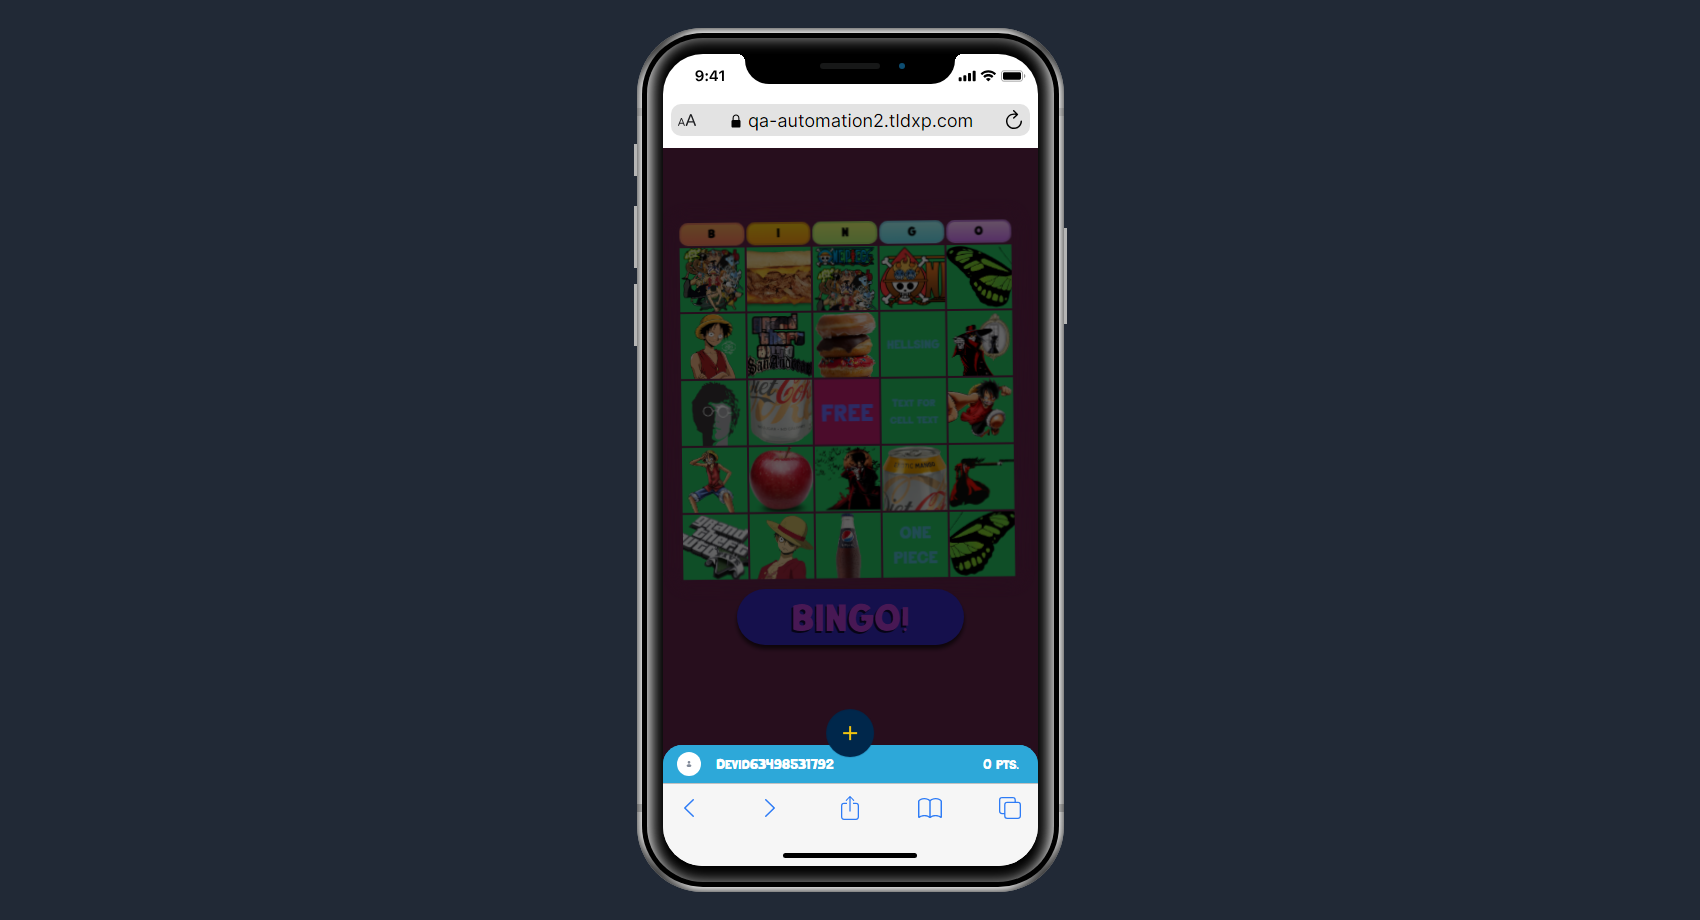 9:41
AA
qa-automation2.tldxp.com
B I N G O
HELLSING
TEXT FOR
CELL TEXT
FREE
ONE
PIECE
BINGO!
+
Devid63498531792
0 pts.